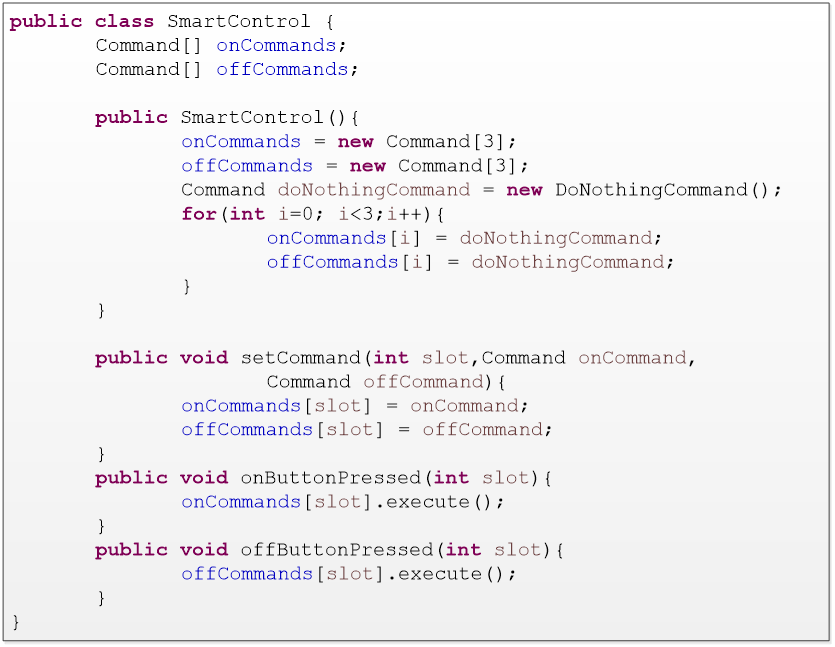 public class SmartControl {
Command[] onCommands;
Command[] offCommands;
public SmartControl(){
onCommands = new Command[3];
offCommands = new Command[3];
Command doNothingCommand = new DoNothingCommand();
for(int i=0; i<3;i++){
onCommands[i] = doNothingCommand;
offCommands[i] = doNothingCommand;
}
}
public void setCommand(int slot,Command onCommand,
Command offCommand){
onCommands[slot] = onCommand;
offCommands[slot] = offCommand;
}
public void onButtonPressed(int slot){
onCommands[slot].execute();
}
public void offButtonPressed(int slot){
offCommands[slot].execute();
}
}